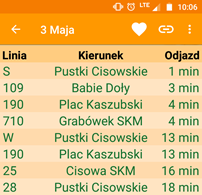 LTE 10:06
3 Maja
Linia Kierunek Odjazd
S Pustki Cisowskie 1 min
109 Babie Doły 3 min
190 Plac Kaszubski 4 min
710 Grabówek SKM 4 min
W Pustki Cisowskie 13 min
190 Plac Kaszubski 13 min
25 Cisowa SKM 16 min
28 Pustki Cisowskie 18 min